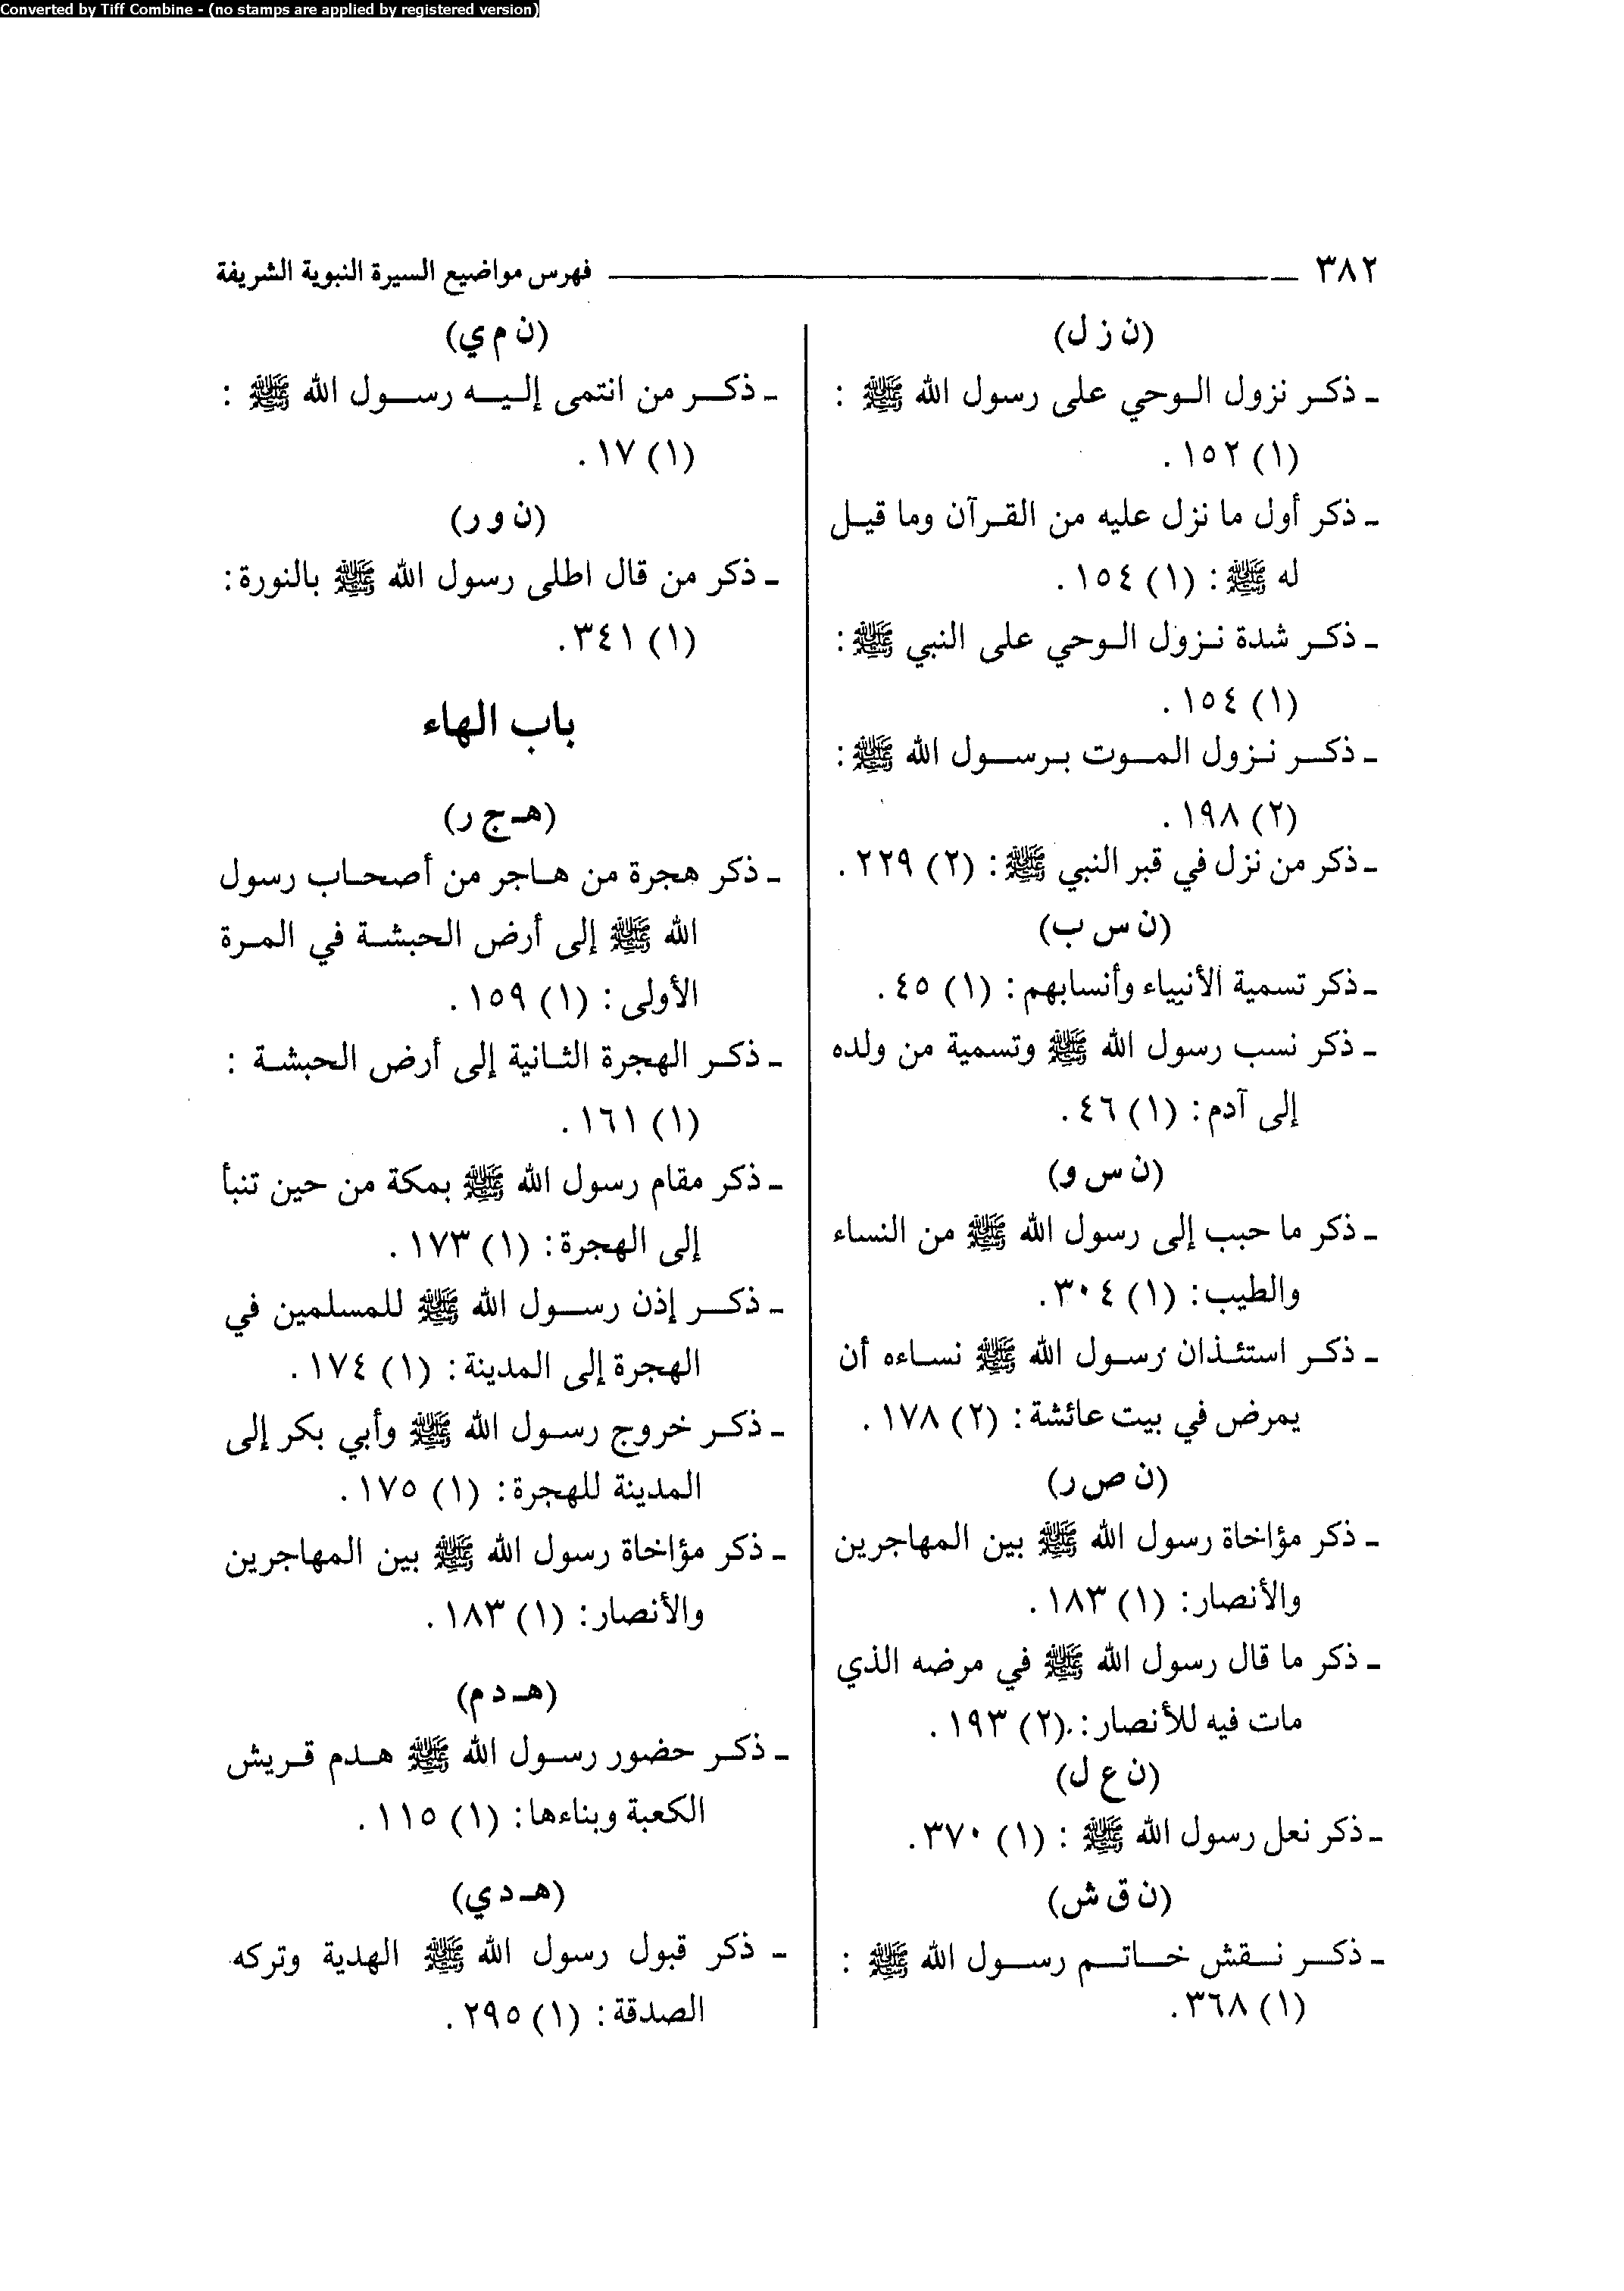 Converted by Tiff Combine - (no stamps are applied by registered version)
٣٨٢ فهرس مواضيع السيرة النبوية الشريفة
(ن ز ل)
ـ ذكر نزول الوحي على رسول الله ﷺ :
(١) ١٥٢ .
ـ ذكر أول ما نزل عليه من القرآن وما قيل
له ﷺ : (١) ١٥٤ .
ـ ذكر شدة نزول الوحي على النبي ﷺ :
(١) ١٥٤ .
ـ ذكر نزول الموت برسول الله ﷺ :
(٢) ١٩٨ .
ـ ذكر من نزل في قبر النبي ﷺ : (٢) ٢٢٩ .
(ن س ب)
ـ ذكر تسمية الأنبياء وأنسابهم : (١) ٤٥ .
ـ ذكر نسب رسول الله ﷺ وتسمية من ولده
إلى آدم : (١) ٤٦ .
(ن س و)
ـ ذكر ما حبب إلى رسول الله ﷺ من النساء
والطيب : (١) ٣٠٤ .
ـ ذكر استئذان رسول الله ﷺ نساءه أن
يمرض في بيت عائشة : (٢) ١٧٨ .
(ن ص ر)
ـ ذكر مؤاخاة رسول الله ﷺ بين المهاجرين
والأنصار : (١) ١٨٣ .
ـ ذكر ما قال رسول الله ﷺ في مرضه الذي
مات فيه للأنصار : (٢) ١٩٣ .
(ن ع ل)
ـ ذكر نعل رسول الله ﷺ : (١) ٣٧٠ .
(ن ق ش)
ـ ذكر نقش خاتم رسول الله ﷺ :
(١) ٣٦٨ .
(ن م ي)
ـ ذكر من انتمى إليه رسول الله ﷺ :
(١) ١٧ .
(ن و ر)
ـ ذكر من قال اطلى رسول الله ﷺ بالنورة :
(١) ٣٤١ .
باب الهاء
(هـ ج ر)
ـ ذكر هجرة من هاجر من أصحاب رسول
الله ﷺ إلى أرض الحبشة في المرة
الأولى : (١) ١٥٩ .
ـ ذكر الهجرة الثانية إلى أرض الحبشة :
(١) ١٦١ .
ـ ذكر مقام رسول الله ﷺ بمكة من حين تنبأ
إلى الهجرة : (١) ١٧٣ .
ـ ذكر إذن رسول الله ﷺ للمسلمين في
الهجرة إلى المدينة : (١) ١٧٤ .
ـ ذكر خروج رسول الله ﷺ وأبي بكر إلى
المدينة للهجرة : (١) ١٧٥ .
ـ ذكر مؤاخاة رسول الله ﷺ بين المهاجرين
والأنصار : (١) ١٨٣ .
(هـ د م)
ـ ذكر حضور رسول الله ﷺ هدم قريش
الكعبة وبناءها : (١) ١١٥ .
(هـ د ي)
ـ ذكر قبول رسول الله ﷺ الهدية وتركه
الصدقة : (١) ٢٩٥ .